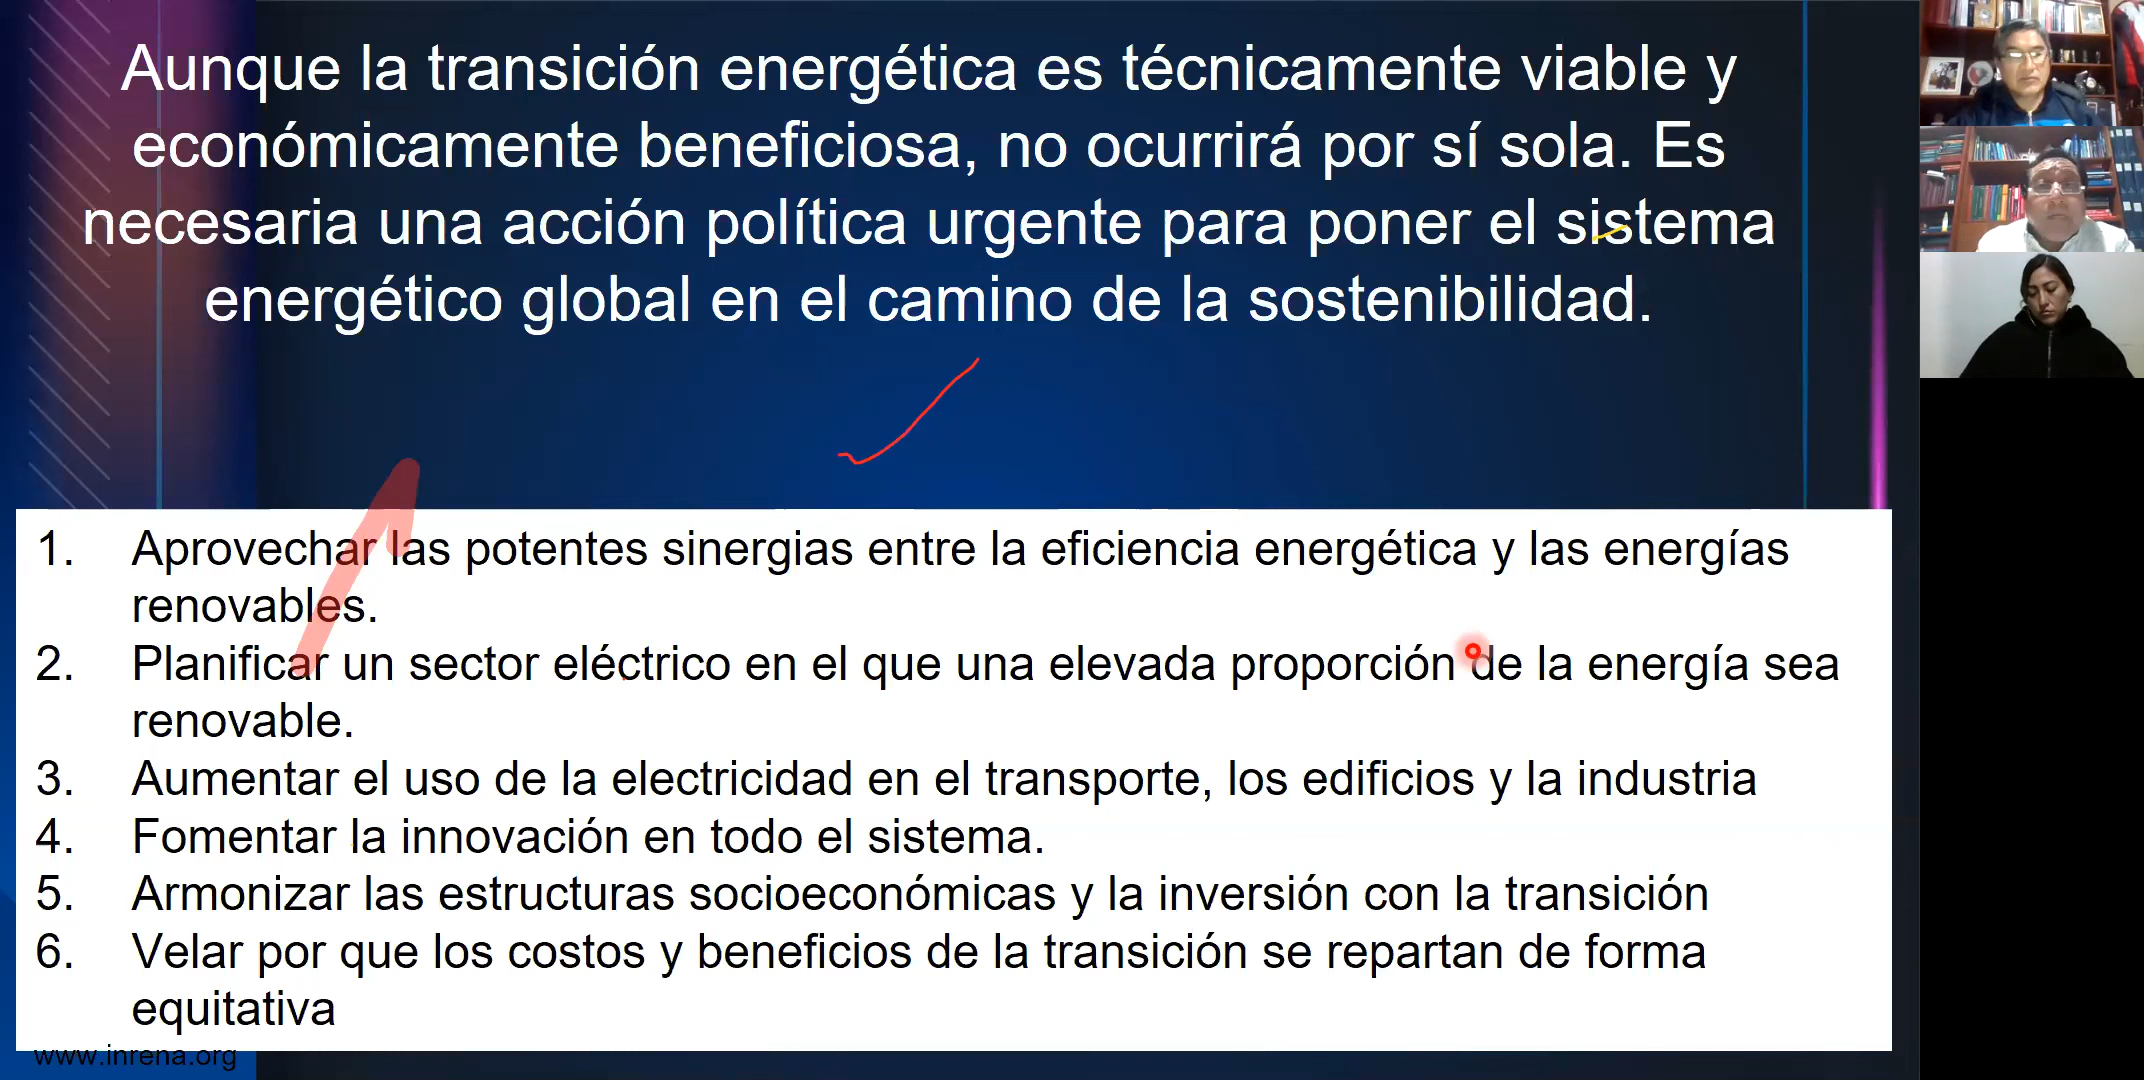 Aunque la transición energética es técnicamente viable y
económicamente beneficiosa, no ocurrirá por sí sola. Es
necesaria una acción política urgente para poner el sistema
energético global en el camino de la sostenibilidad.
1. Aprovechar las potentes sinergias entre la eficiencia energética y las energías
renovables.
2. Planificar un sector eléctrico en el que una elevada proporción de la energía sea
renovable.
3. Aumentar el uso de la electricidad en el transporte, los edificios y la industria
4. Fomentar la innovación en todo el sistema.
5. Armonizar las estructuras socioeconómicas y la inversión con la transición
6. Velar por que los costos y beneficios de la transición se repartan de forma
equitativa
www.inrena.org